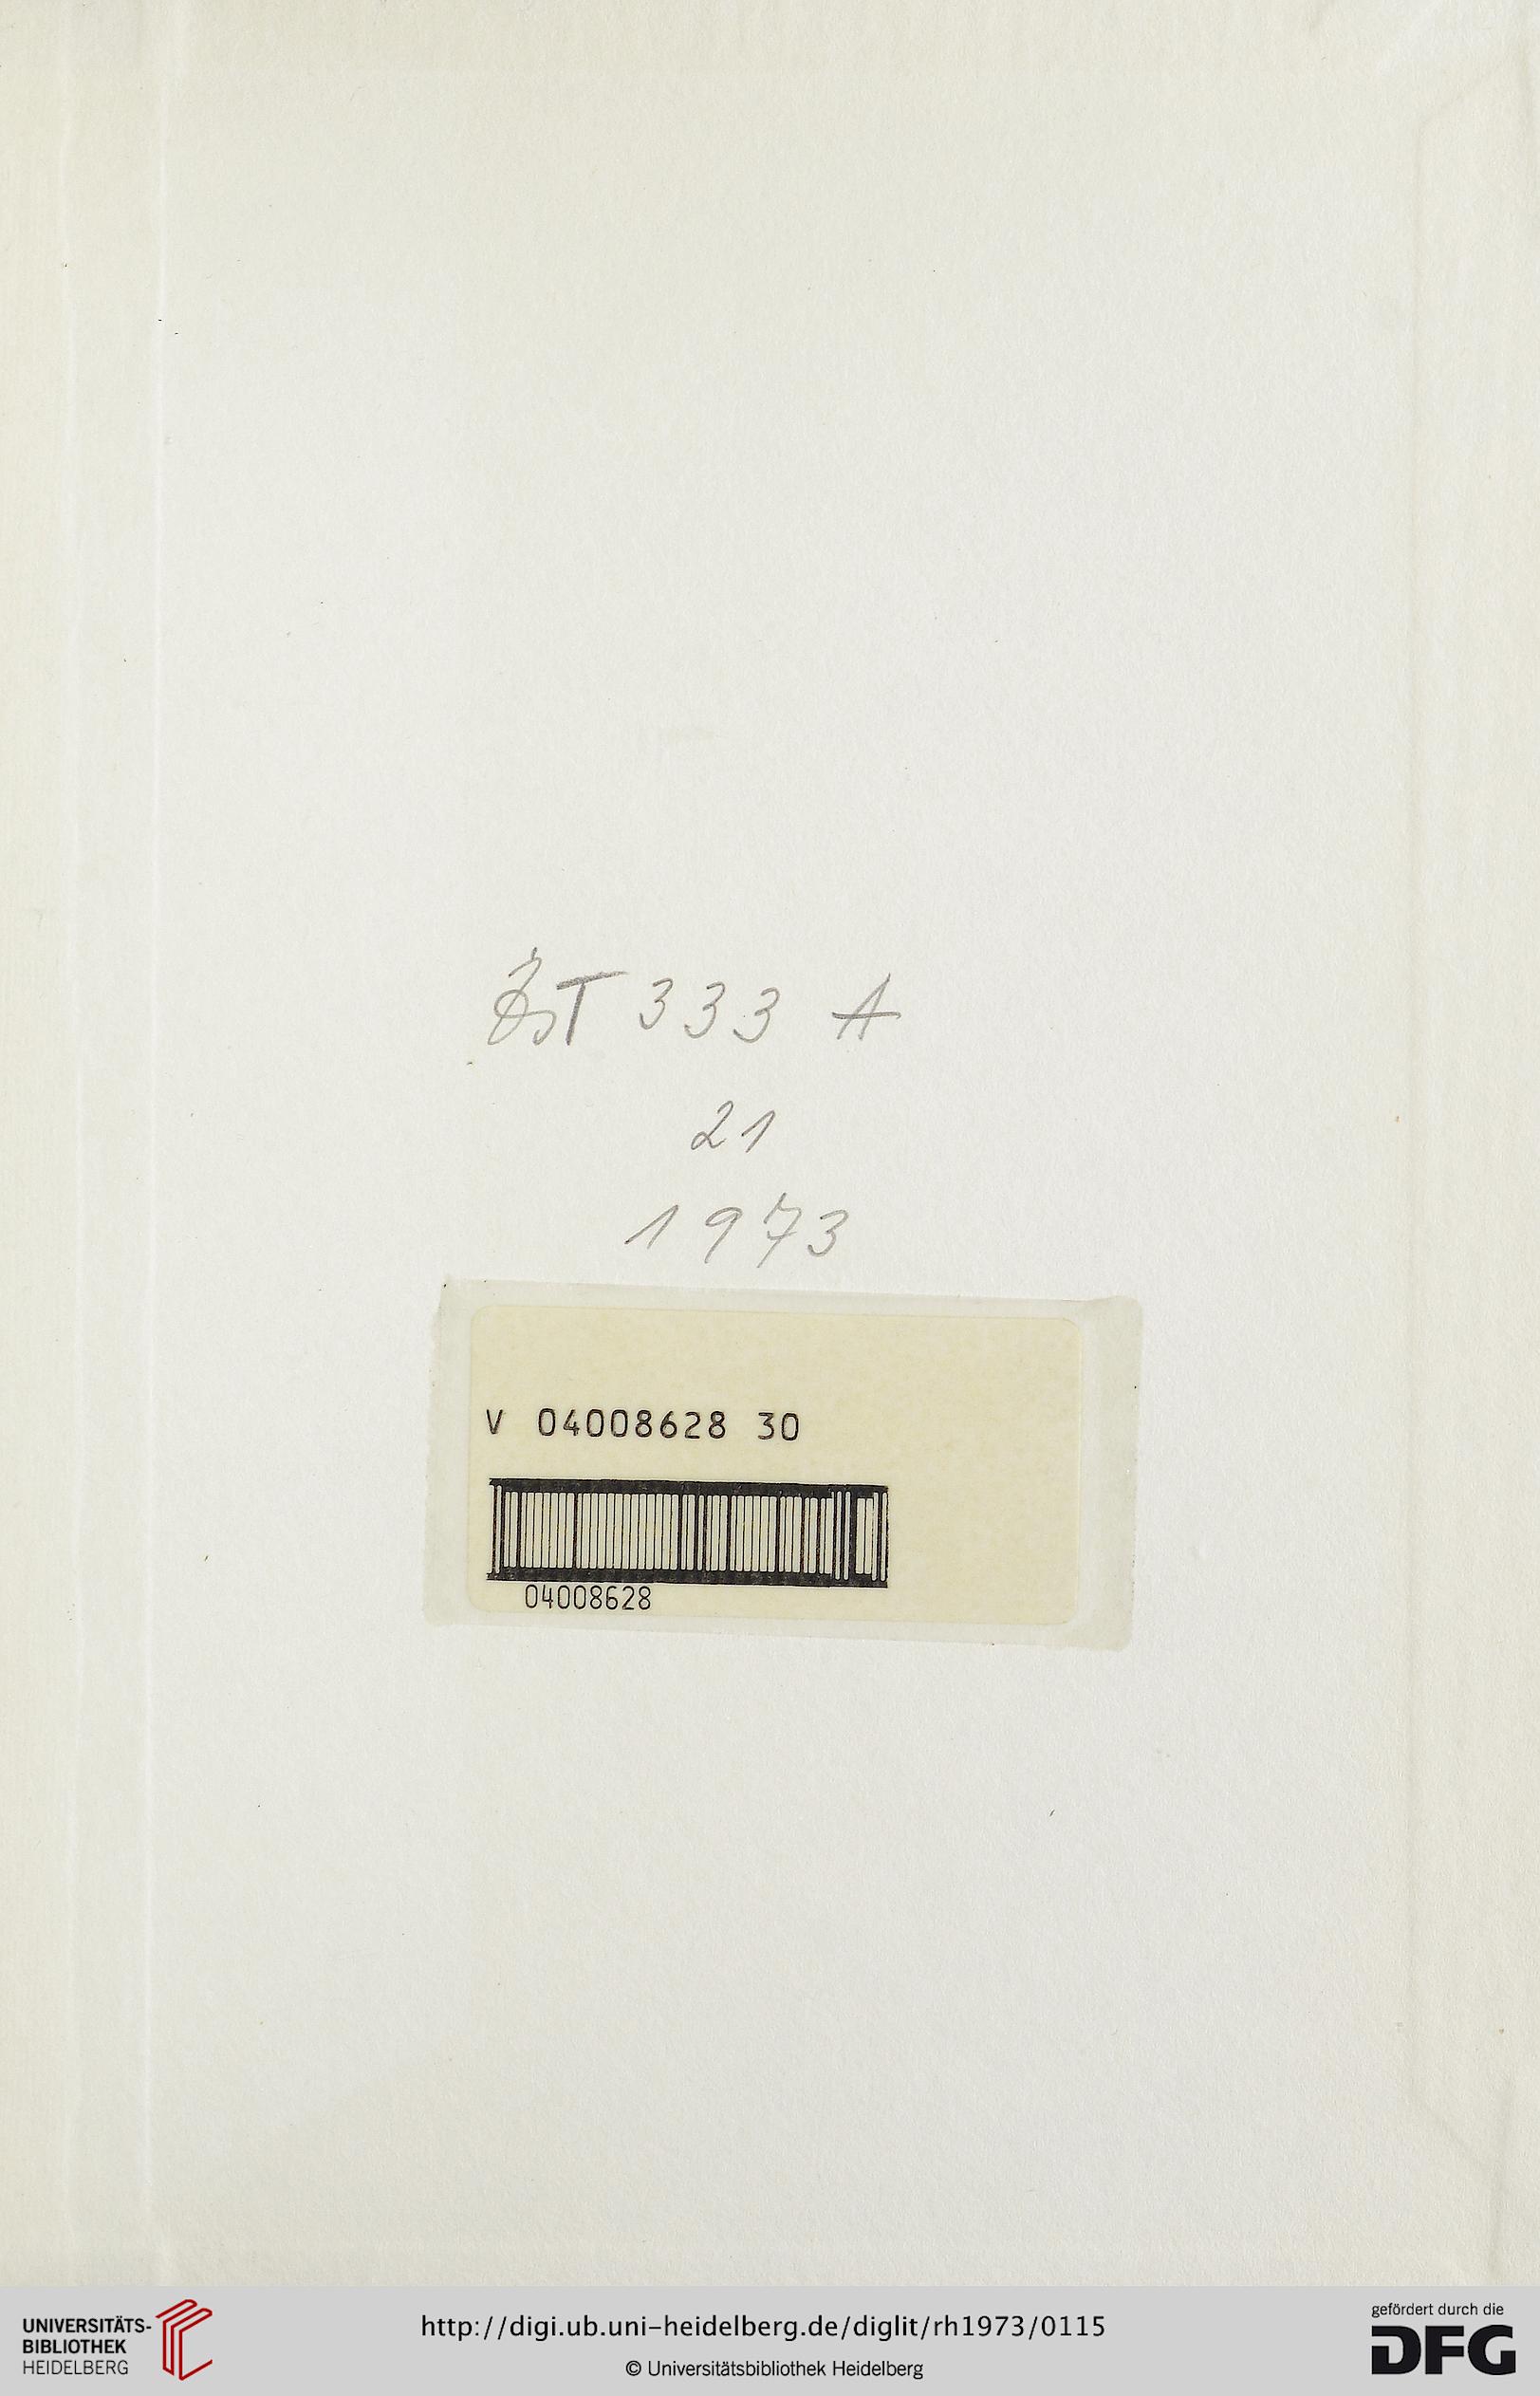 ZsT 333 A
21
1973
V 04008628 30
04008628
UNIVERSITÄTS-
BIBLIOTHEK
HEIDELBERG
http://digi.ub.uni-heidelberg.de/diglit/rh1973/0115
© Universitätsbibliothek Heidelberg
gefördert durch die
DFG